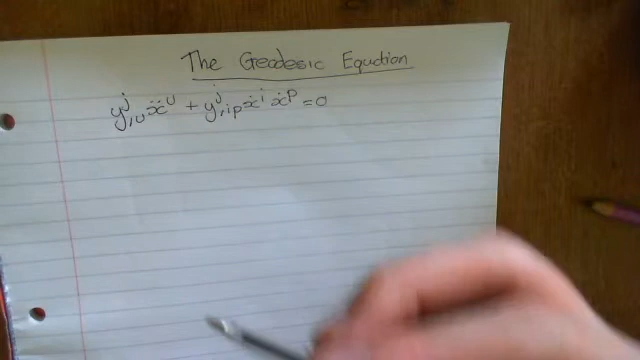 The Geodesic Equation
y^j_{,u} ẍ^u + y^j_{,ip} ẋ^i ẋ^p = 0